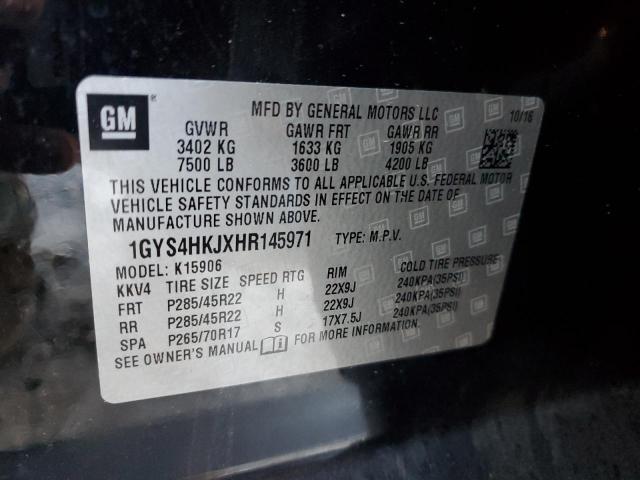 GM
MFD BY GENERAL MOTORS LLC 10/16
GVWR GAWR FRT GAWR RR
3402 KG 1633 KG 1905 KG
7500 LB 3600 LB 4200 LB
THIS VEHICLE CONFORMS TO ALL APPLICABLE U.S. FEDERAL MOTOR
VEHICLE SAFETY STANDARDS IN EFFECT ON THE DATE OF
MANUFACTURE SHOWN ABOVE.
1GYS4HKJXHR145971 TYPE: M.P.V.
MODEL: K15906
KKV4 TIRE SIZE SPEED RTG RIM COLD TIRE PRESSURE
FRT P285/45R22 H 22X9J 240KPA(35PSI)
RR P285/45R22 H 22X9J 240KPA(35PSI)
SPA P265/70R17 S 17X7.5J 240KPA(35PSI)
SEE OWNER'S MANUAL FOR MORE INFORMATION.